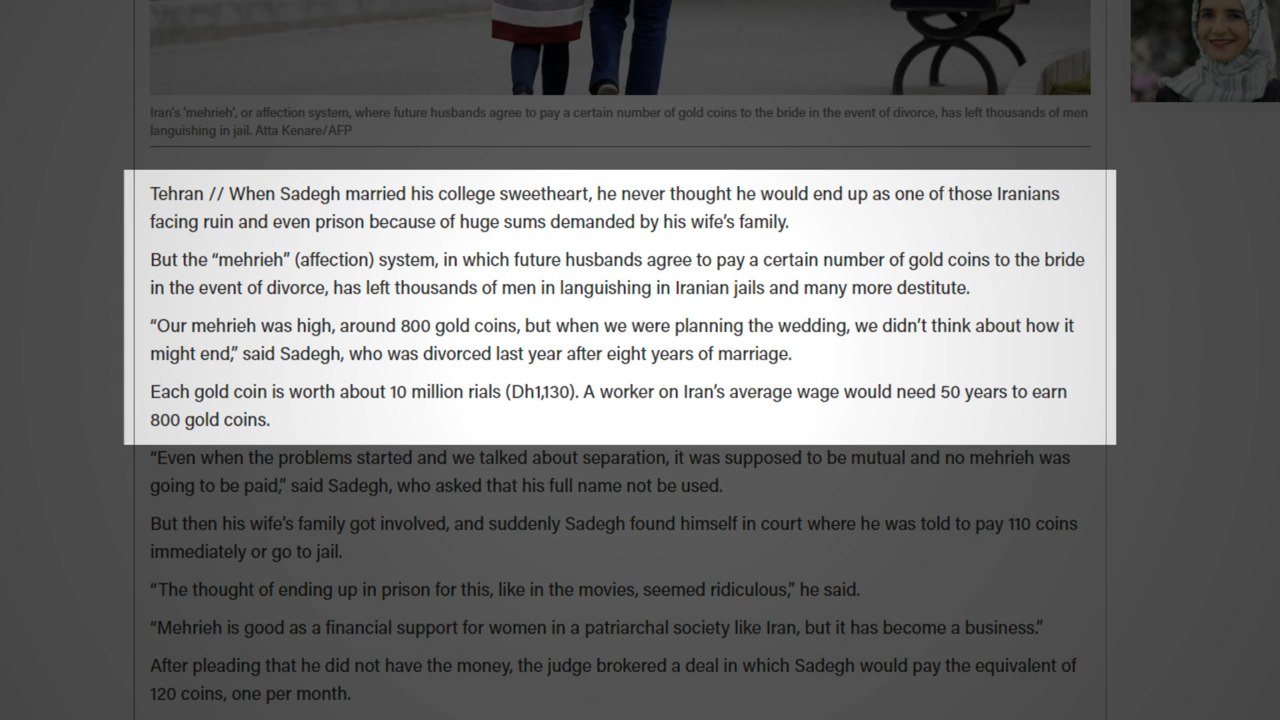 Iran's 'mehrieh', or affection system, where future husbands agree to pay a certain number of gold coins to the bride in the event of divorce, has left thousands of men
languishing in jail. Atta Kenare/AFP
Tehran // When Sadegh married his college sweetheart, he never thought he would end up as one of those Iranians
facing ruin and even prison because of huge sums demanded by his wife’s family.
But the “mehrieh” (affection) system, in which future husbands agree to pay a certain number of gold coins to the bride
in the event of divorce, has left thousands of men in languishing in Iranian jails and many more destitute.
“Our mehrieh was high, around 800 gold coins, but when we were planning the wedding, we didn’t think about how it
might end,” said Sadegh, who was divorced last year after eight years of marriage.
Each gold coin is worth about 10 million rials (Dh1,130). A worker on Iran’s average wage would need 50 years to earn
800 gold coins.
“Even when the problems started and we talked about separation, it was supposed to be mutual and no mehrieh was
going to be paid,” said Sadegh, who asked that his full name not be used.
But then his wife’s family got involved, and suddenly Sadegh found himself in court where he was told to pay 110 coins
immediately or go to jail.
“The thought of ending up in prison for this, like in the movies, seemed ridiculous,” he said.
“Mehrieh is good as a financial support for women in a patriarchal society like Iran, but it has become a business.”
After pleading that he did not have the money, the judge brokered a deal in which Sadegh would pay the equivalent of
120 coins, one per month.